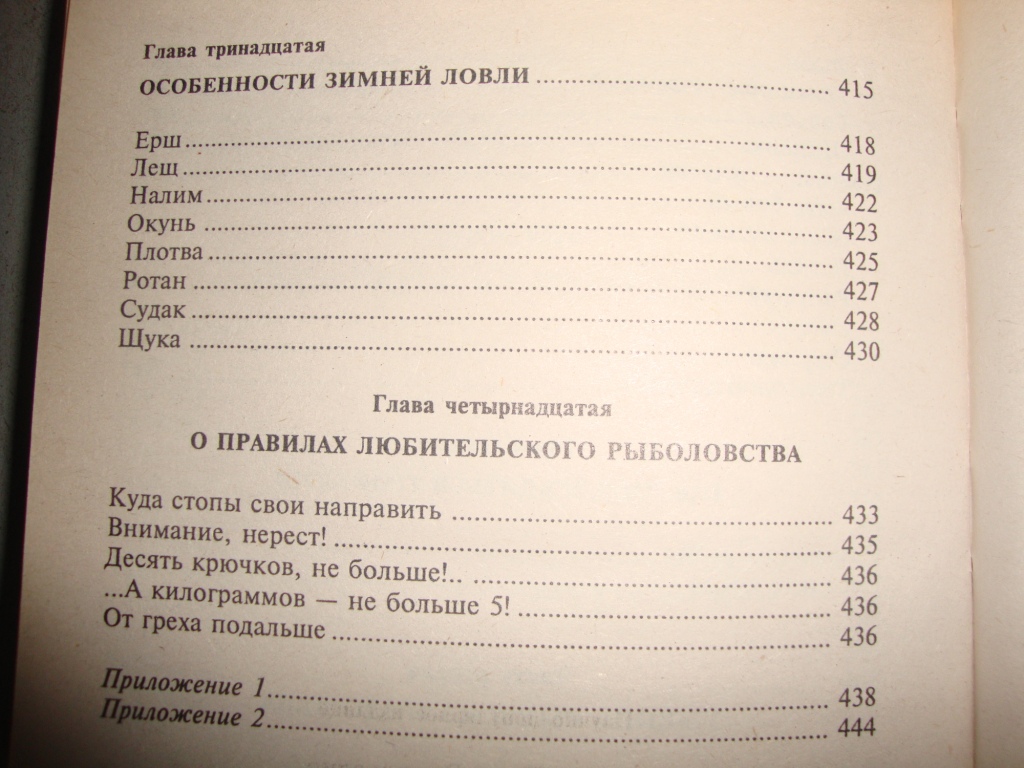 Глава тринадцатая
ОСОБЕННОСТИ ЗИМНЕЙ ЛОВЛИ ........ 415
Ерш ........ 418
Лещ ........ 419
Налим ........ 422
Окунь ........ 423
Плотва ........ 425
Ротан ........ 427
Судак ........ 428
Щука ........ 430
Глава четырнадцатая
О ПРАВИЛАХ ЛЮБИТЕЛЬСКОГО РЫБОЛОВСТВА
Куда стопы свои направить ........ 433
Внимание, нерест! ........ 435
Десять крючков, не больше!.. ........ 436
...А килограммов — не больше 5! ........ 436
От греха подальше ........ 436
Приложение 1 ........ 438
Приложение 2 ........ 444